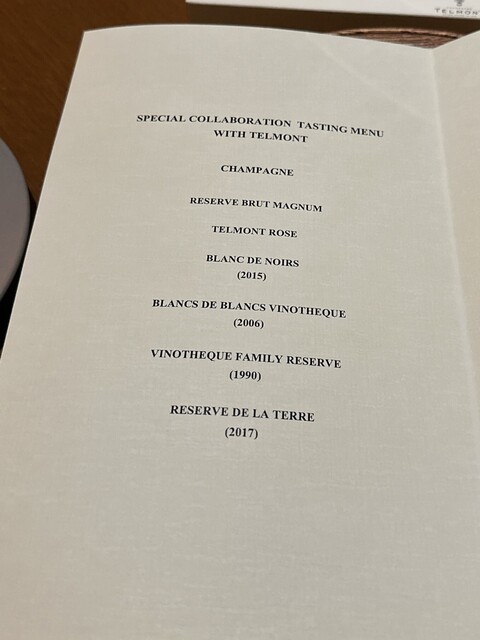 TELMONT
SPECIAL COLLABORATION TASTING MENU
WITH TELMONT
CHAMPAGNE
RESERVE BRUT MAGNUM
TELMONT ROSE
BLANC DE NOIRS
(2015)
BLANCS DE BLANCS VINOTHEQUE
(2006)
VINOTHEQUE FAMILY RESERVE
(1990)
RESERVE DE LA TERRE
(2017)